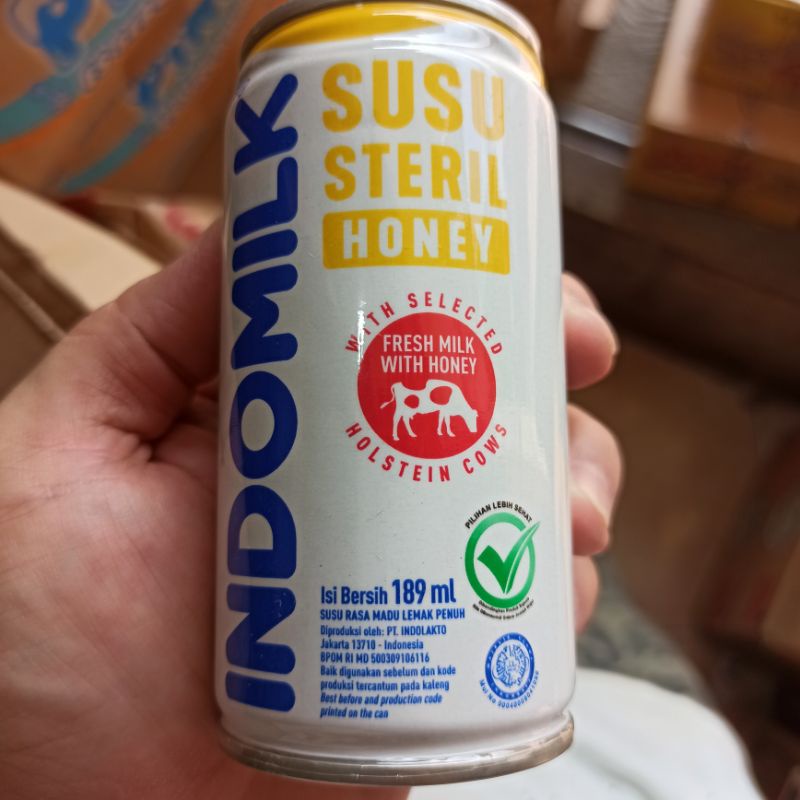 INDOMILK
SUSU
STERIL
HONEY
WITH SELECTED
FRESH MILK
WITH HONEY
HOLSTEIN COWS
PILIHAN LEBIH SEHAT
Isi Bersih 189 ml
SUSU RASA MADU LEMAK PENUH
Diproduksi oleh: PT. INDOLAKTO
Jakarta 13710 - Indonesia
BPOM RI MD 500309106116
Baik digunakan sebelum dan kode
produksi tercantum pada kaleng
Best before and production code
printed on the can